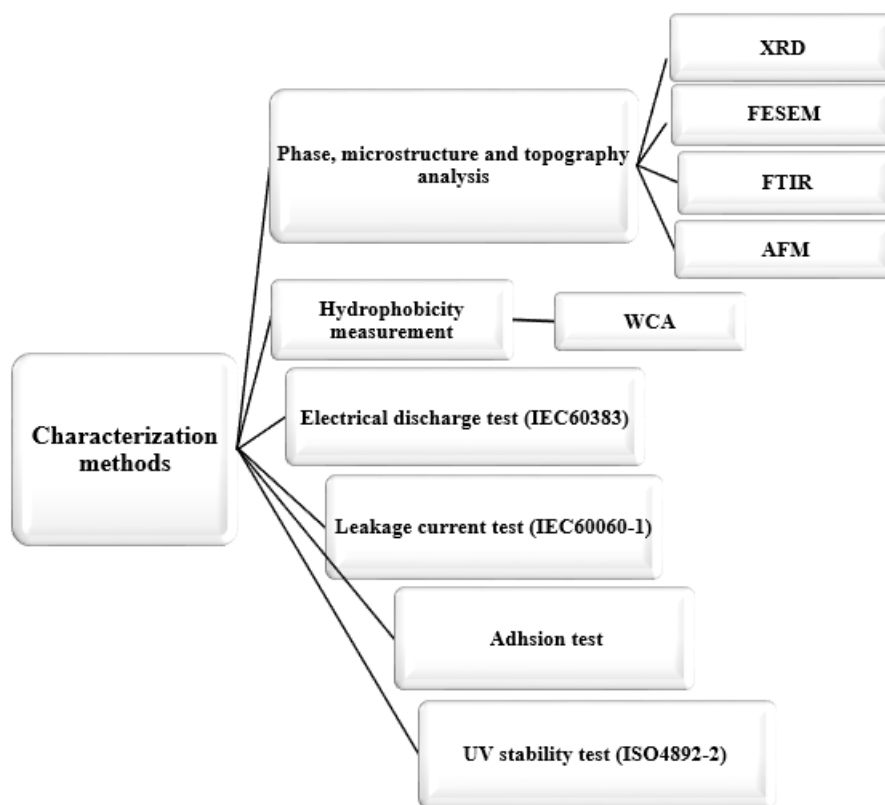 XRD
FESEM
Phase, microstructure and topography
analysis
FTIR
AFM
Hydrophobicity
measurement
WCA
Characterization
methods
Electrical discharge test (IEC60383)
Leakage current test (IEC60060-1)
Adhsion test
UV stability test (ISO4892-2)